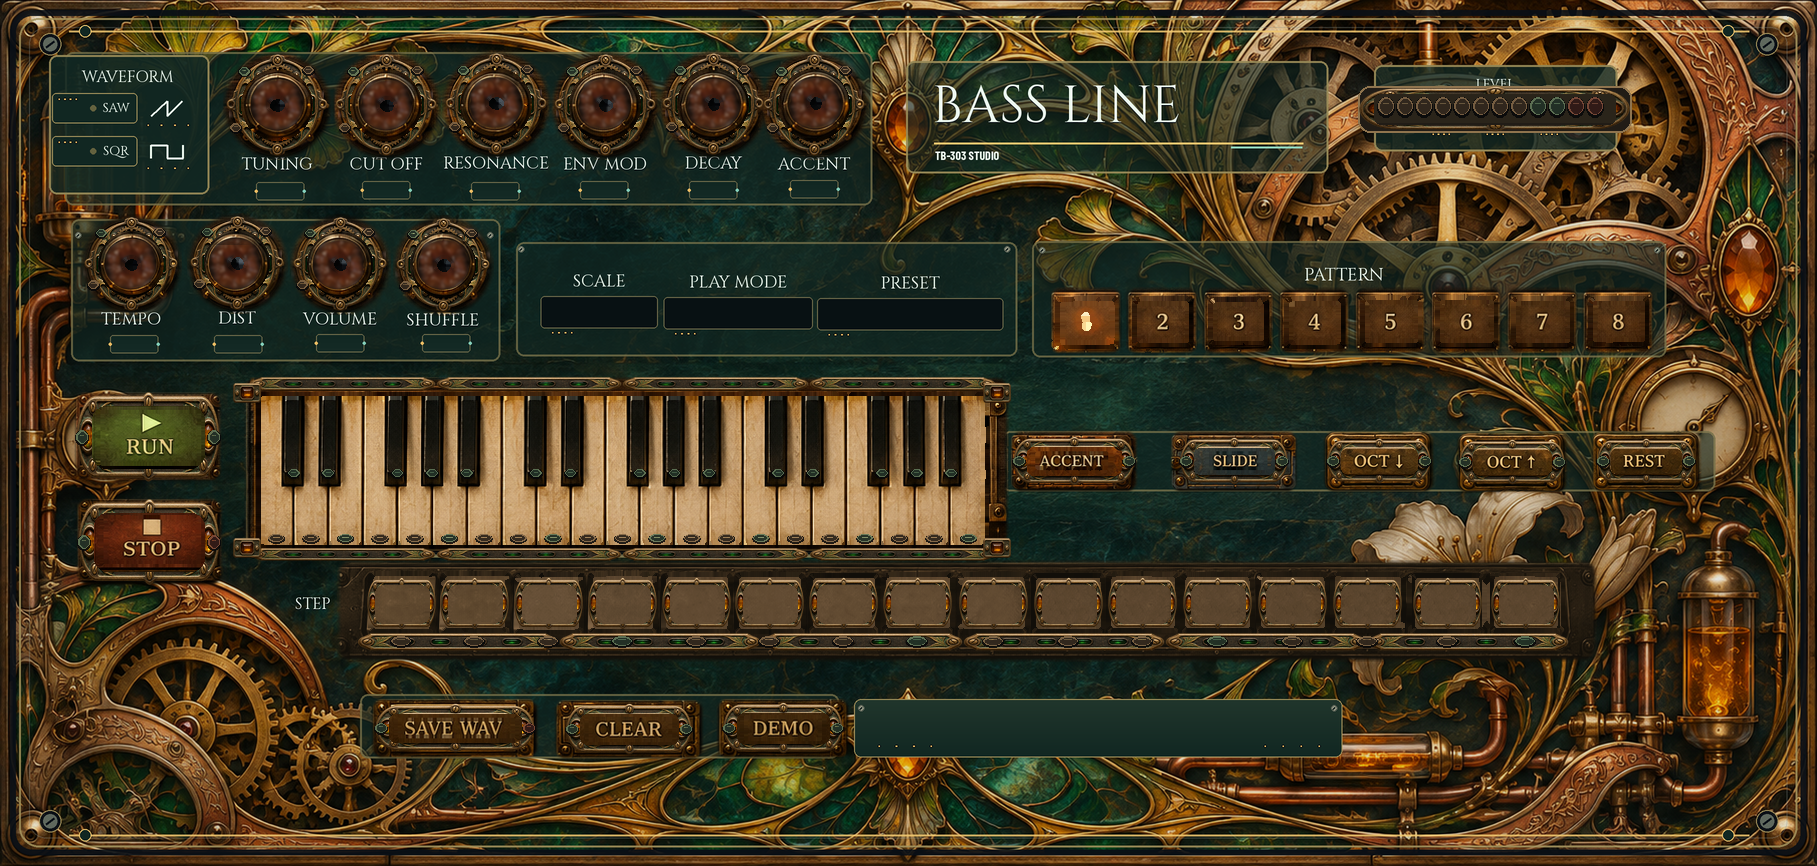 WAVEFORM
SAW
SQR
TUNING
CUT OFF
RESONANCE
ENV MOD
DECAY
ACCENT
BASS LINE
TB-303 STUDIO
LEVEL
TEMPO
DIST
VOLUME
SHUFFLE
SCALE
PLAY MODE
PRESET
PATTERN
1
2
3
4
5
6
7
8
RUN
STOP
ACCENT
SLIDE
OCT ↓
OCT ↑
REST
STEP
SAVE WAV
CLEAR
DEMO